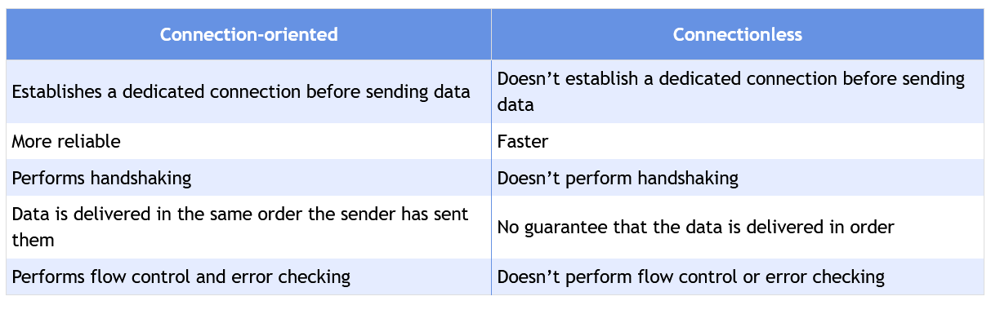 Connection-oriented
Connectionless
Establishes a dedicated connection before sending data
Doesn’t establish a dedicated connection before sending
data
More reliable
Faster
Performs handshaking
Doesn’t perform handshaking
Data is delivered in the same order the sender has sent
them
No guarantee that the data is delivered in order
Performs flow control and error checking
Doesn’t perform flow control or error checking